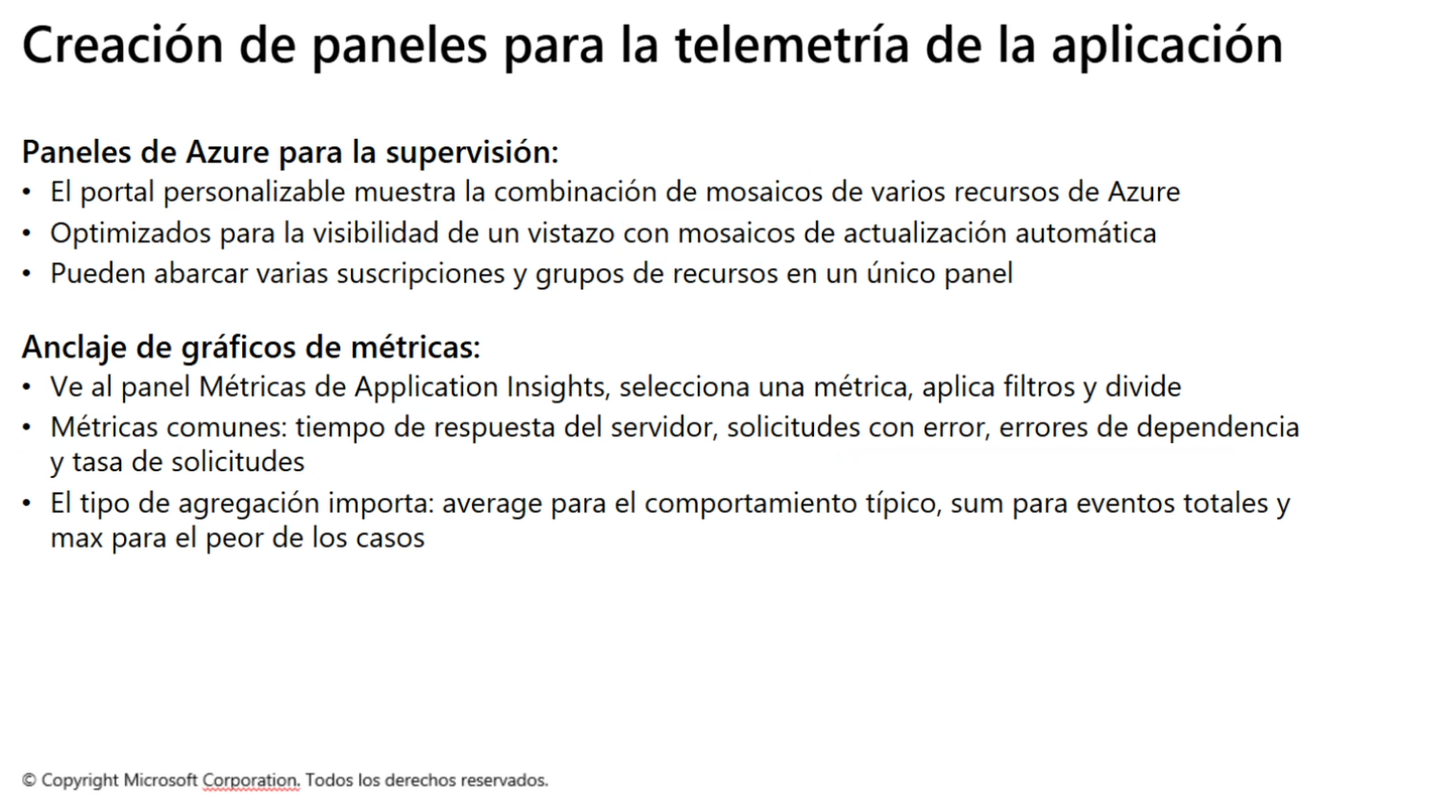 Creación de paneles para la telemetría de la aplicación
Paneles de Azure para la supervisión:
• El portal personalizable muestra la combinación de mosaicos de varios recursos de Azure
• Optimizados para la visibilidad de un vistazo con mosaicos de actualización automática
• Pueden abarcar varias suscripciones y grupos de recursos en un único panel
Anclaje de gráficos de métricas:
• Ve al panel Métricas de Application Insights, selecciona una métrica, aplica filtros y divide
• Métricas comunes: tiempo de respuesta del servidor, solicitudes con error, errores de dependencia
y tasa de solicitudes
• El tipo de agregación importa: average para el comportamiento típico, sum para eventos totales y
max para el peor de los casos
© Copyright Microsoft Corporation. Todos los derechos reservados.